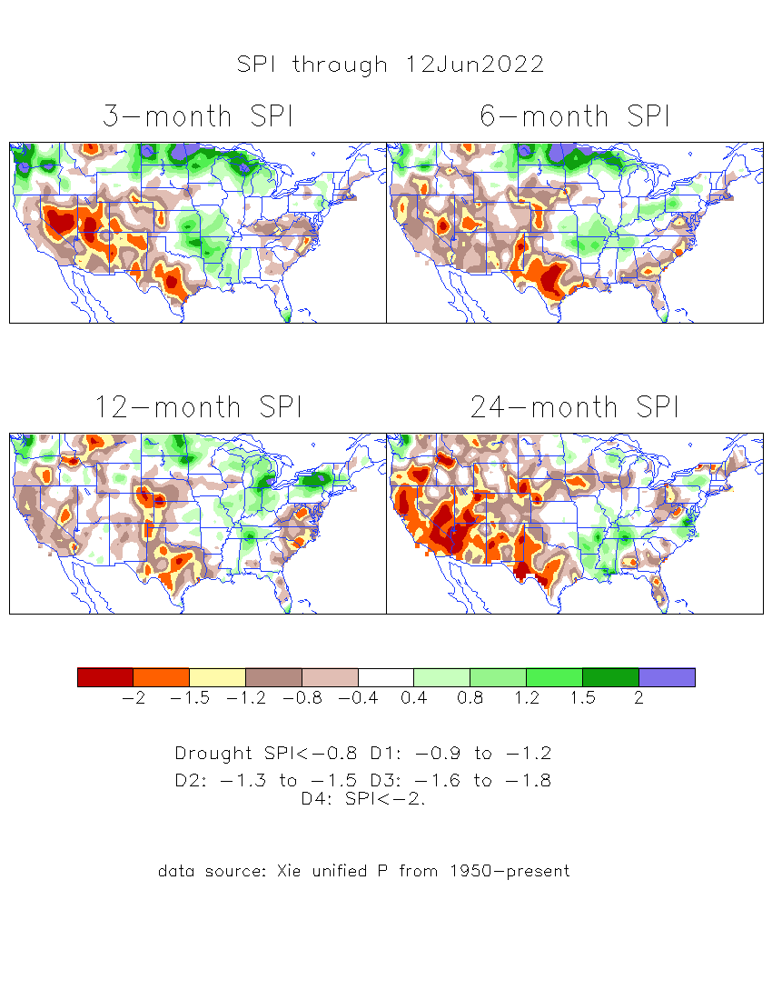 SPI through 12Jun2022
3-month SPI
6-month SPI
12-month SPI
24-month SPI
-2 -1.5 -1.2 -0.8 -0.4 0.4 0.8 1.2 1.5 2
Drought SPI<-0.8 D1: -0.9 to -1.2
D2: -1.3 to -1.5 D3: -1.6 to -1.8
D4: SPI<-2.
data source: Xie unified P from 1950-present